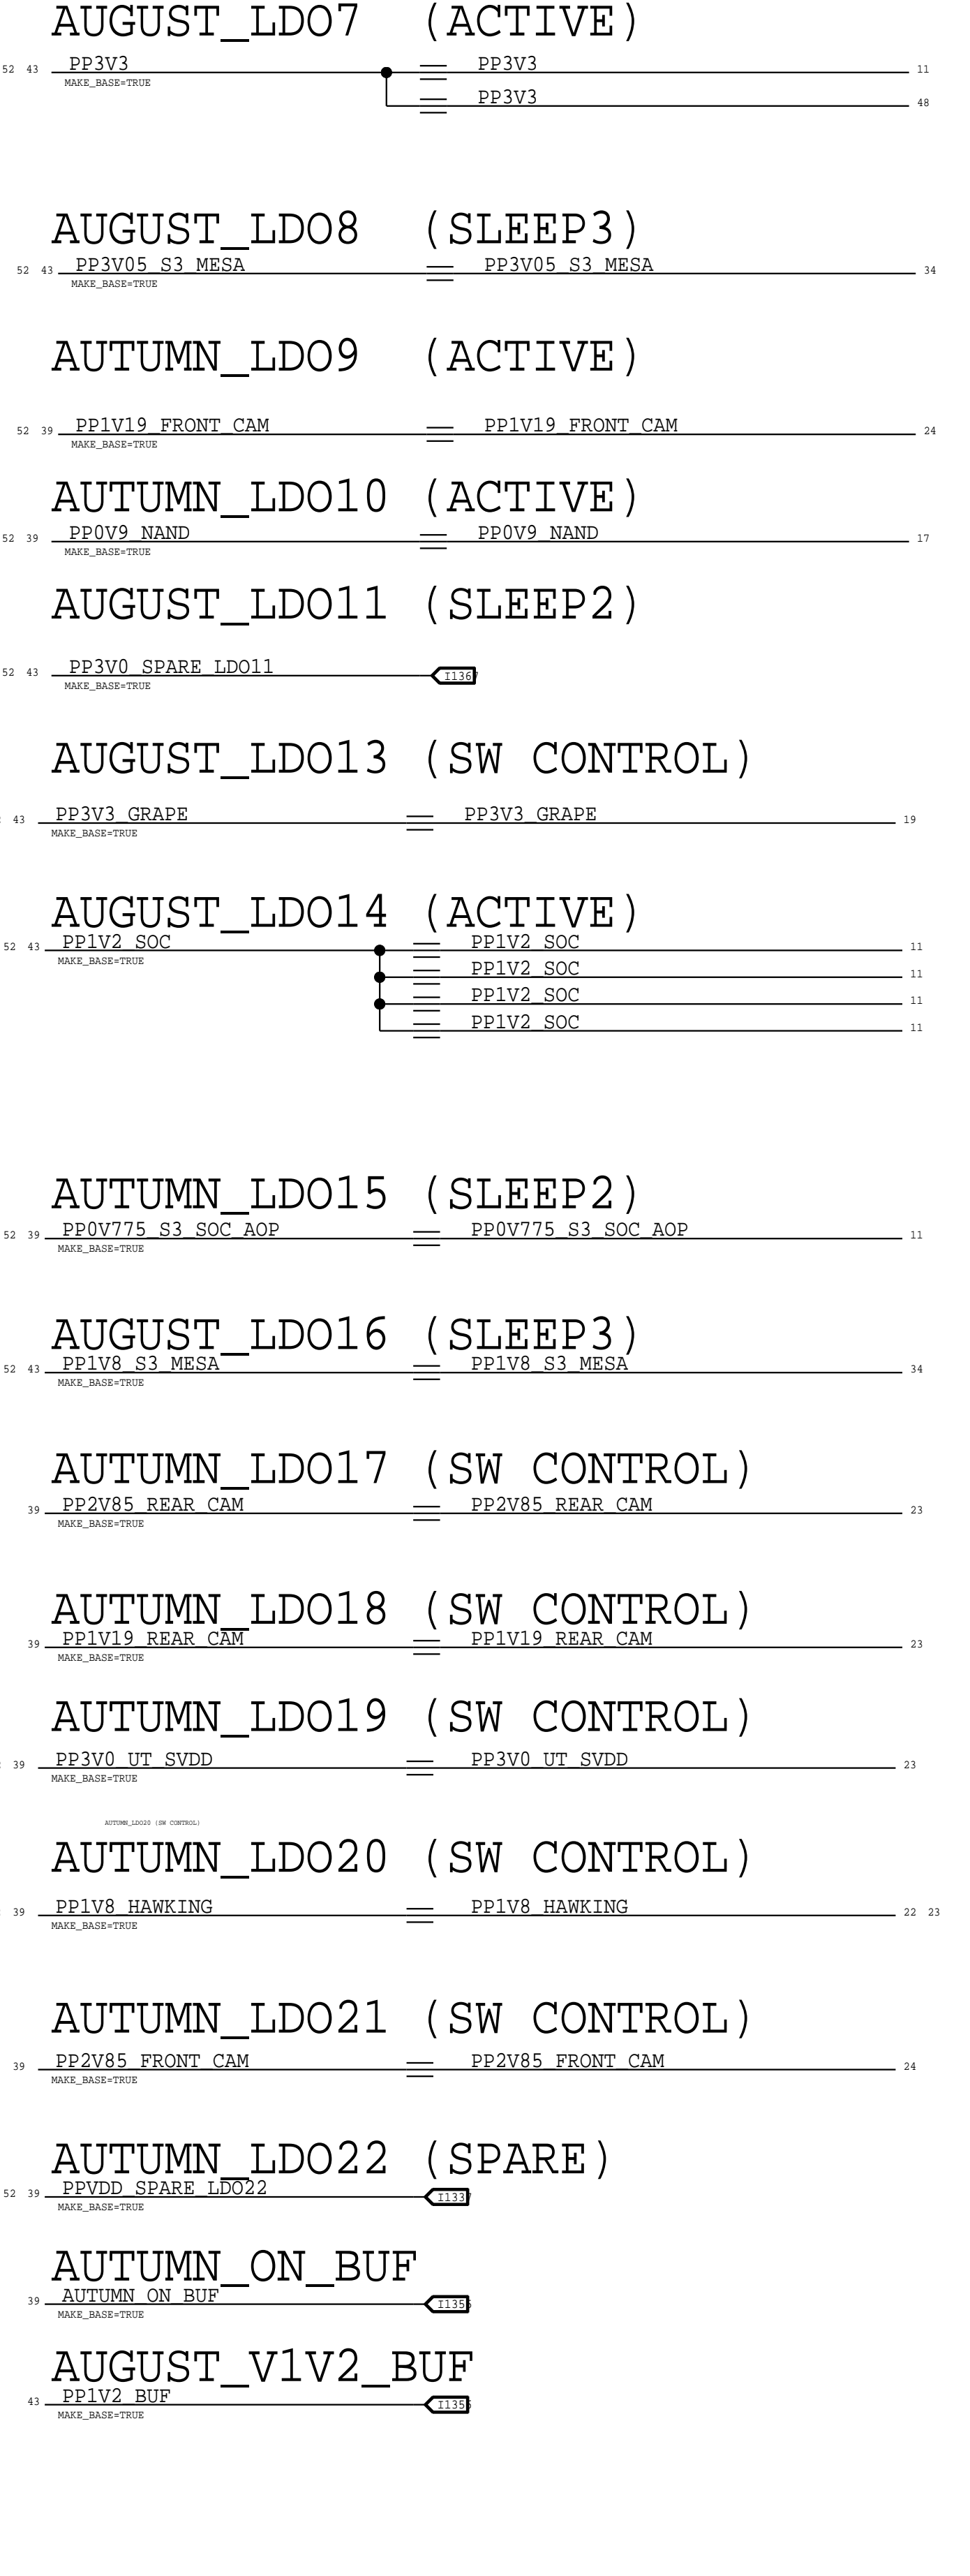 AUGUST_LDO7 (ACTIVE)
52 43 PP3V3 PP3V3 11
MAKE_BASE=TRUE
PP3V3 48
AUGUST_LDO8 (SLEEP3)
52 43 PP3V05_S3_MESA PP3V05_S3_MESA 34
MAKE_BASE=TRUE
AUTUMN_LDO9 (ACTIVE)
52 39 PP1V19_FRONT_CAM PP1V19_FRONT_CAM 24
MAKE_BASE=TRUE
AUTUMN_LDO10 (ACTIVE)
52 39 PP0V9_NAND PP0V9_NAND 17
MAKE_BASE=TRUE
AUGUST_LDO11 (SLEEP2)
52 43 PP3V0_SPARE_LDO11 I1367
MAKE_BASE=TRUE
AUGUST_LDO13 (SW CONTROL)
43 PP3V3_GRAPE PP3V3_GRAPE 19
MAKE_BASE=TRUE
AUGUST_LDO14 (ACTIVE)
52 43 PP1V2_SOC PP1V2_SOC 11
MAKE_BASE=TRUE
PP1V2_SOC 11
PP1V2_SOC 11
PP1V2_SOC 11
AUTUMN_LDO15 (SLEEP2)
52 39 PP0V775_S3_SOC_AOP PP0V775_S3_SOC_AOP 11
MAKE_BASE=TRUE
AUGUST_LDO16 (SLEEP3)
52 43 PP1V8_S3_MESA PP1V8_S3_MESA 34
MAKE_BASE=TRUE
AUTUMN_LDO17 (SW CONTROL)
39 PP2V85_REAR_CAM PP2V85_REAR_CAM 23
MAKE_BASE=TRUE
AUTUMN_LDO18 (SW CONTROL)
39 PP1V19_REAR_CAM PP1V19_REAR_CAM 23
MAKE_BASE=TRUE
AUTUMN_LDO19 (SW CONTROL)
39 PP3V0_UT_SVDD PP3V0_UT_SVDD 23
MAKE_BASE=TRUE
AUTUMN_LDO20 (SW CONTROL)
AUTUMN_LDO20 (SW CONTROL)
39 PP1V8_HAWKING PP1V8_HAWKING 22 23
MAKE_BASE=TRUE
AUTUMN_LDO21 (SW CONTROL)
39 PP2V85_FRONT_CAM PP2V85_FRONT_CAM 24
MAKE_BASE=TRUE
AUTUMN_LDO22 (SPARE)
52 39 PPVDD_SPARE_LDO22 I1337
MAKE_BASE=TRUE
AUTUMN_ON_BUF
39 AUTUMN_ON_BUF
MAKE_BASE=TRUE
AUGUST_V1V2_BUF
43 PP1V2_BUF
MAKE_BASE=TRUE